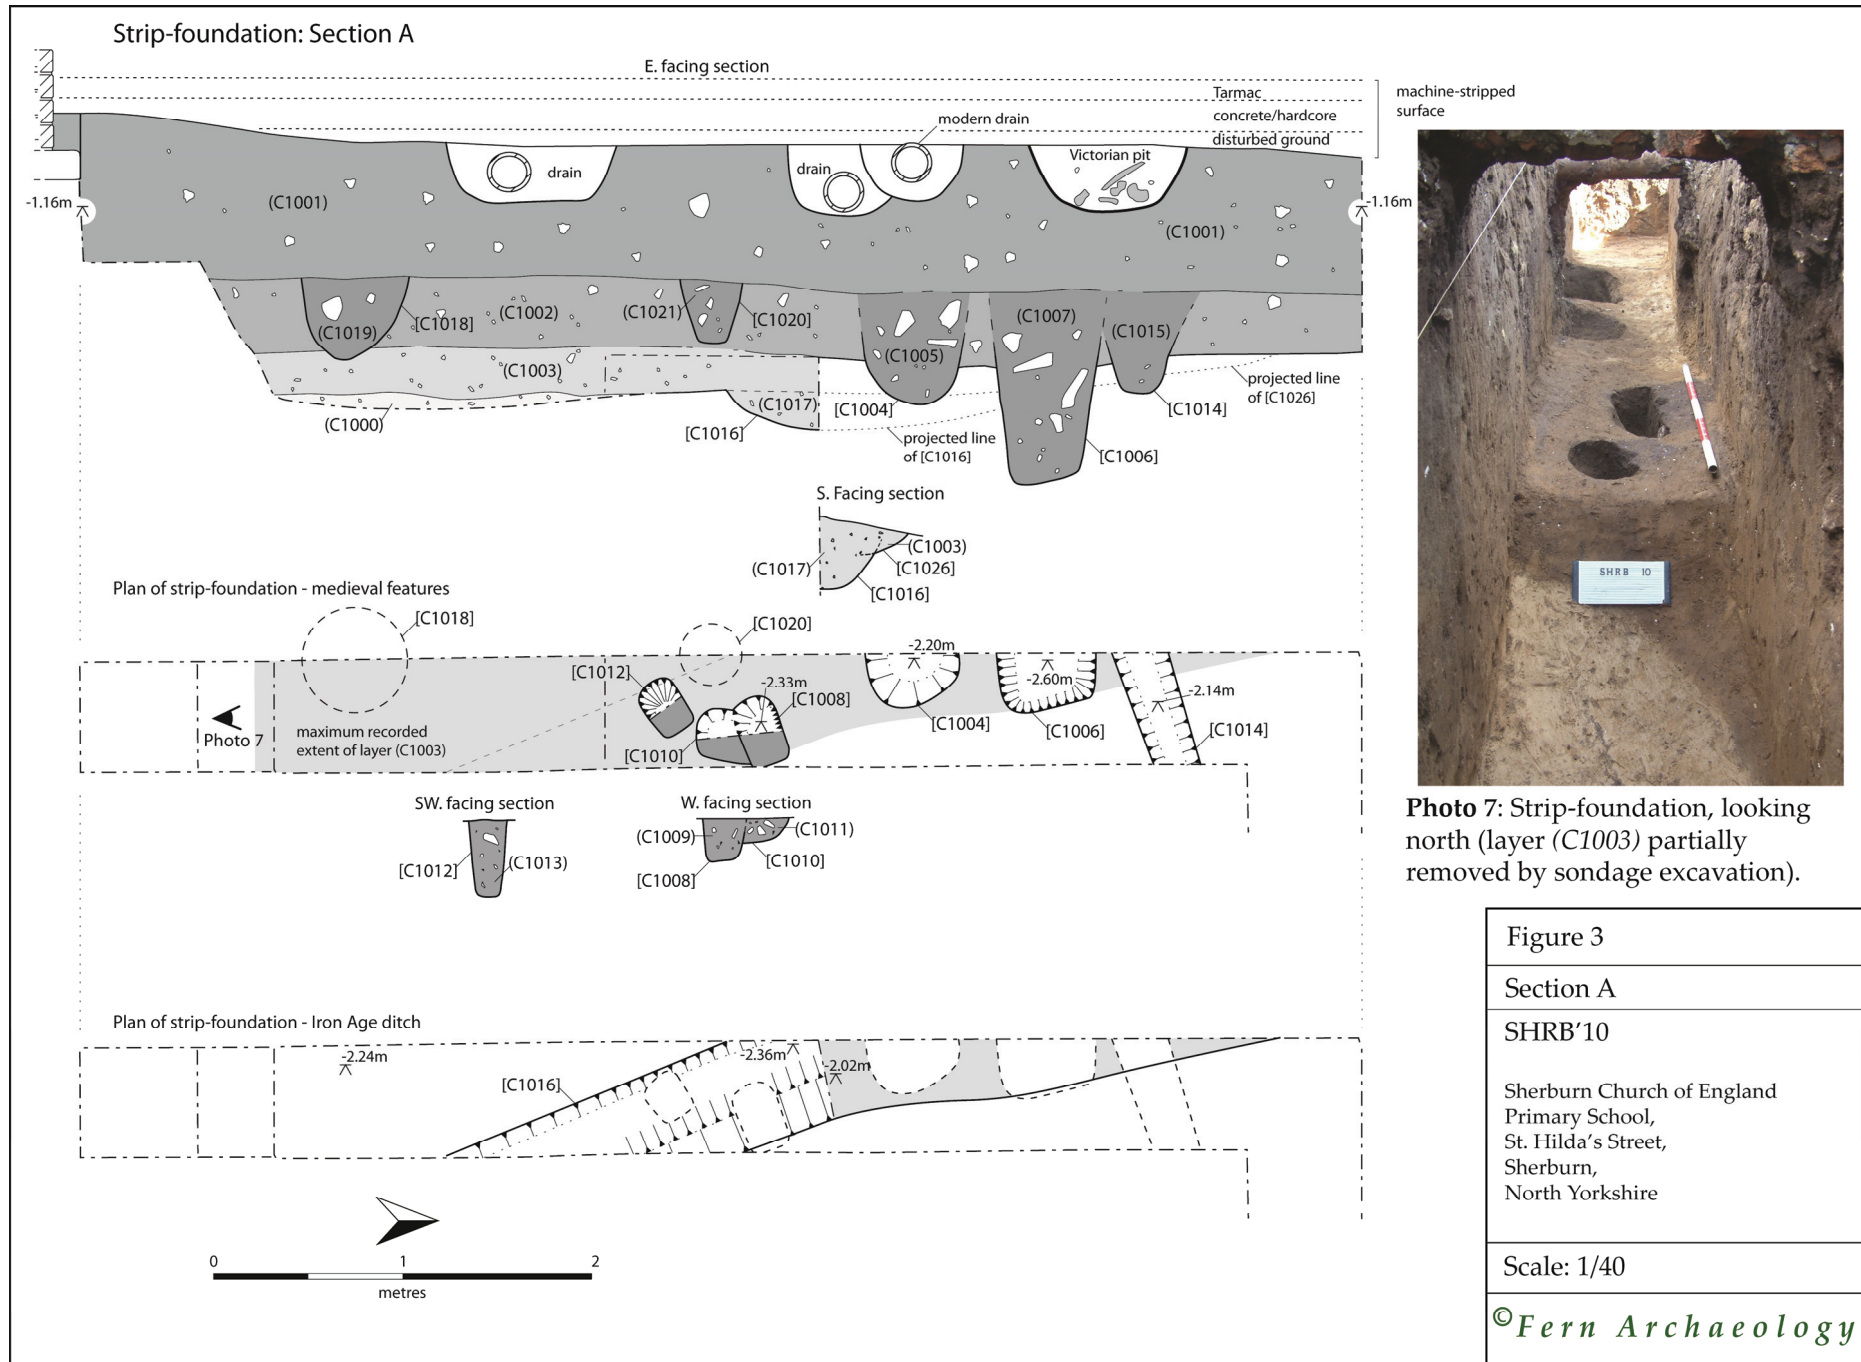 Strip-foundation: Section A
E. facing section
Tarmac
machine-stripped
surface
concrete/hardcore
modern drain
disturbed ground
drain
drain
Victorian pit
-1.16m
-1.16m
(C1001)
(C1001)
(C1019)
[C1018]
(C1002)
(C1021)
[C1020]
(C1005)
(C1007)
(C1015)
(C1003)
(C1000)
(C1017)
[C1016]
[C1004]
projected line
of [C1016]
[C1014]
projected line
of [C1026]
[C1006]
S. Facing section
(C1003)
(C1017)
[C1026]
[C1016]
Plan of strip-foundation - medieval features
[C1018]
[C1020]
[C1012]
-2.33m
[C1008]
-2.20m
-2.60m
-2.14m
[C1004]
[C1006]
[C1014]
Photo 7
maximum recorded
extent of layer (C1003)
[C1010]
SW. facing section
[C1012]
(C1013)
W. facing section
(C1009)
(C1011)
[C1010]
[C1008]
Plan of strip-foundation - Iron Age ditch
-2.24m
[C1016]
-2.36m
-2.02m
0 1 2
metres
SHRB 10
Photo 7: Strip-foundation, looking
north (layer (C1003) partially
removed by sondage excavation).
Figure 3
Section A
SHRB'10
Sherburn Church of England
Primary School,
St. Hilda's Street,
Sherburn,
North Yorkshire
Scale: 1/40
©Fern Archaeology